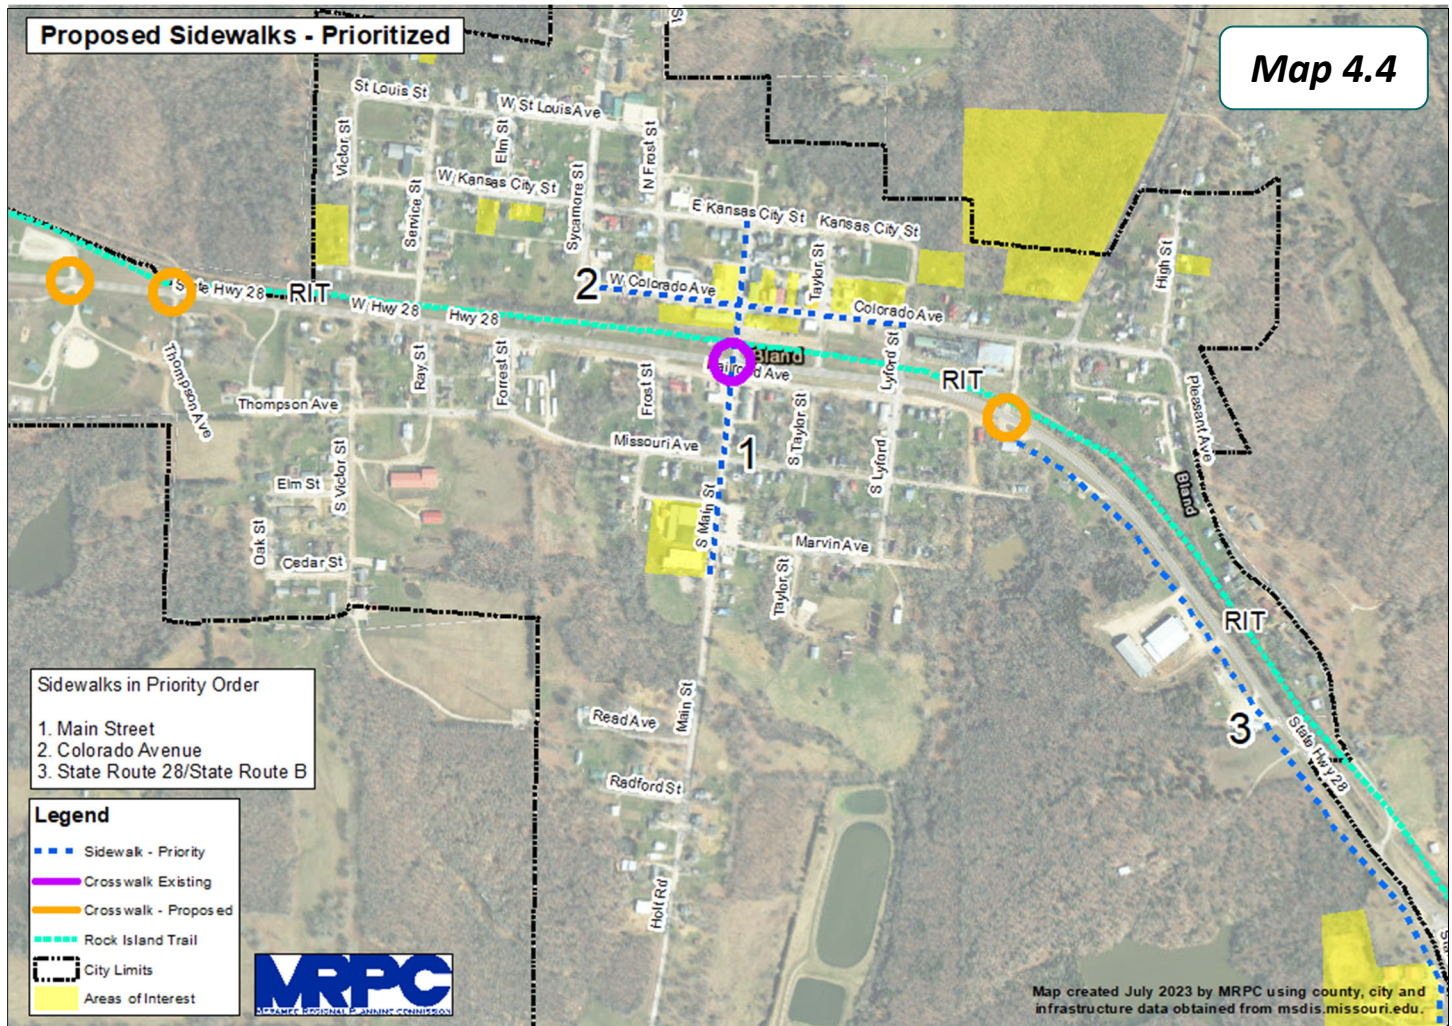 Proposed Sidewalks - Prioritized
Map 4.4
St
St Louis St
W St Louis Ave
Victor St
Elm St
N Frost St
W Kansas City St
Sycamore St
Service St
E Kansas City St
Kansas City St
Taylor St
High St
2
W Colorado Ave
Colorado Ave
State Hwy 28
RIT
W Hwy 28
Hwy 28
Bland
Railroad Ave
Lyford St
RIT
Thompson Ave
Ray St
Forrest St
Frost St
Thompson Ave
Missouri Ave
1
S Taylor St
S Lyford
Pleasant Ave
Bland
Elm St
S Victor St
S Main St
Oak St
Cedar St
Marvin Ave
Taylor St
RIT
Sidewalks in Priority Order
1. Main Street
2. Colorado Avenue
3. State Route 28/State Route B
Read Ave
Main St
3
State Hwy 28
Radford St
Holt Rd
Legend
Sidewalk - Priority
Crosswalk Existing
Crosswalk - Proposed
Rock Island Trail
City Limits
Areas of Interest
MRPC
MERAMEC REGIONAL PLANNING COMMISSION
Map created July 2023 by MRPC using county, city and
infrastructure data obtained from msdis.missouri.edu.